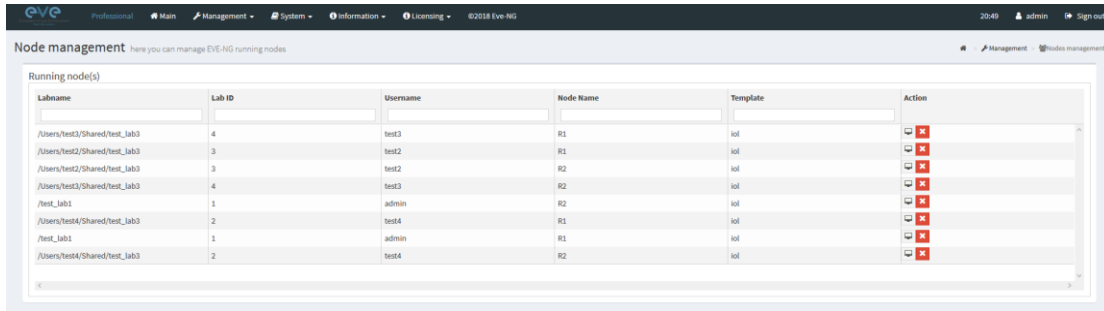 eve Professional Main Management System Information Licensing ©2018 Eve-NG 20:49 admin Sign out
Node management here you can manage EVE-NG running nodes Management Nodes management
Running node(s)
Labname Lab ID Username Node Name Template Action
/Users/test3/Shared/test_lab3 4 test3 R1 iol
/Users/test2/Shared/test_lab3 3 test2 R1 iol
/Users/test2/Shared/test_lab3 3 test2 R2 iol
/Users/test3/Shared/test_lab3 4 test3 R2 iol
/test_lab1 1 admin R2 iol
/Users/test4/Shared/test_lab3 2 test4 R1 iol
/test_lab1 1 admin R1 iol
/Users/test4/Shared/test_lab3 2 test4 R2 iol